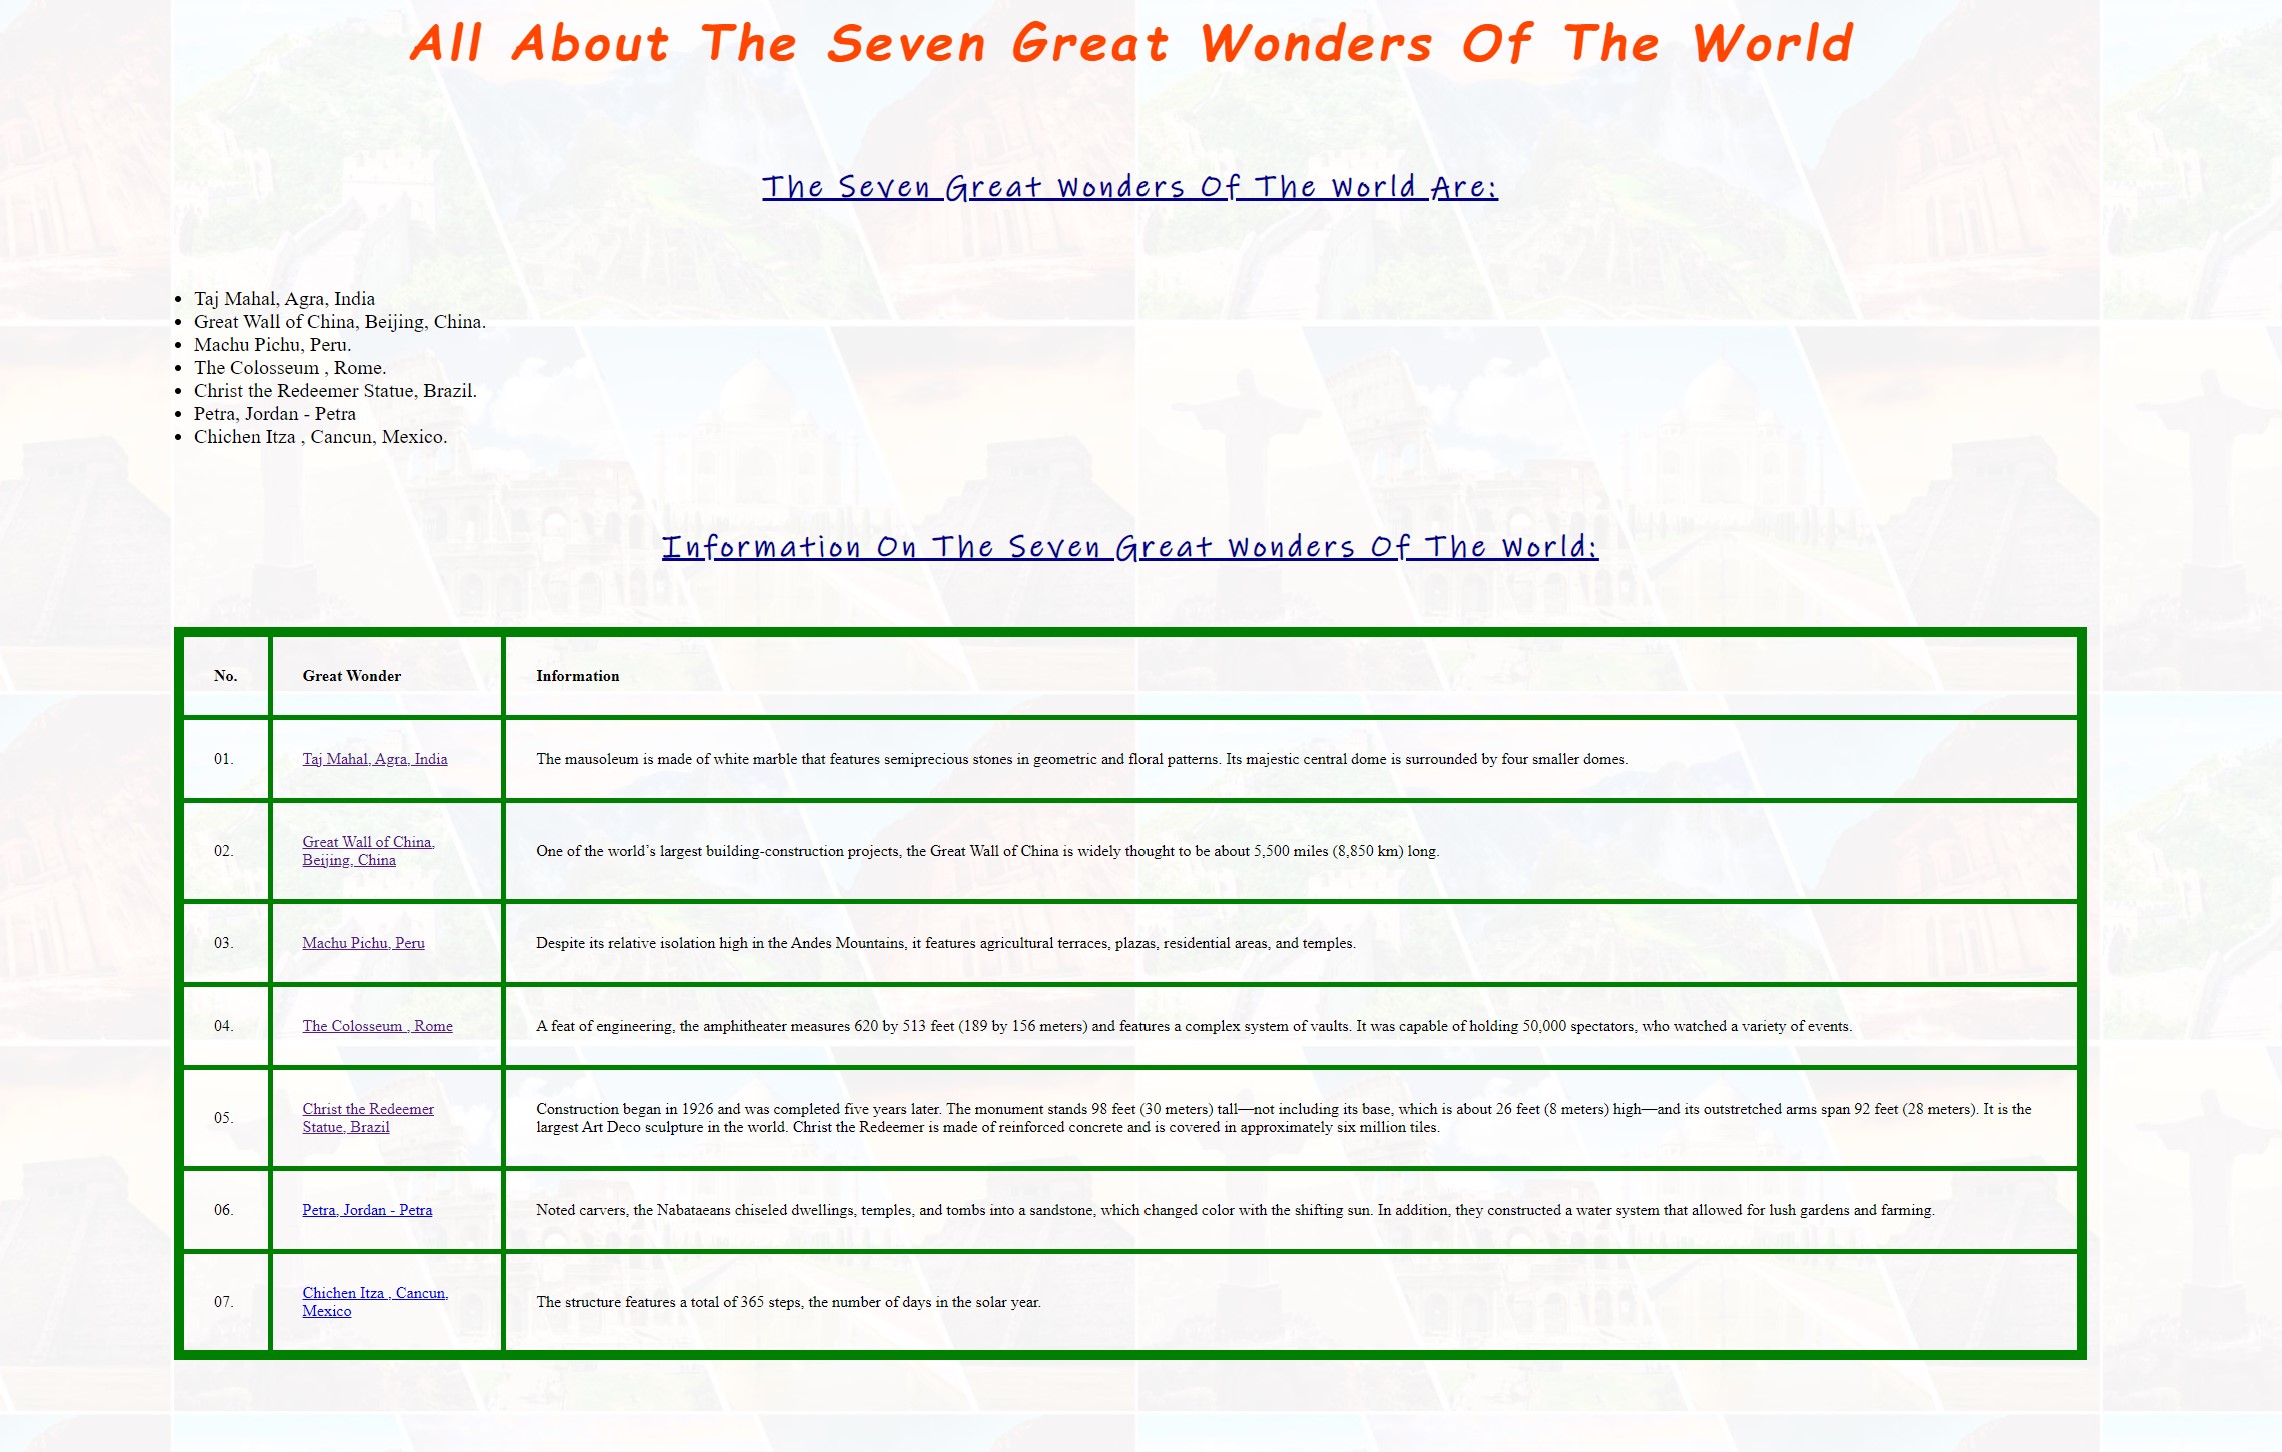 All About The Seven Great Wonders Of The World
The Seven Great Wonders Of The World Are:
Taj Mahal, Agra, India
Great Wall of China, Beijing, China.
Machu Pichu, Peru.
The Colosseum , Rome.
Christ the Redeemer Statue, Brazil.
Petra, Jordan - Petra
Chichen Itza , Cancun, Mexico.
Information On The Seven Great Wonders Of The World:
No. Great Wonder Information
01. Taj Mahal, Agra, India The mausoleum is made of white marble that features semiprecious stones in geometric and floral patterns. Its majestic central dome is surrounded by four smaller domes.
02. Great Wall of China,
Beijing, China
One of the world’s largest building-construction projects, the Great Wall of China is widely thought to be about 5,500 miles (8,850 km) long.
03. Machu Pichu, Peru Despite its relative isolation high in the Andes Mountains, it features agricultural terraces, plazas, residential areas, and temples.
04. The Colosseum , Rome A feat of engineering, the amphitheater measures 620 by 513 feet (189 by 156 meters) and features a complex system of vaults. It was capable of holding 50,000 spectators, who watched a variety of events.
05. Christ the Redeemer
Statue, Brazil
Construction began in 1926 and was completed five years later. The monument stands 98 feet (30 meters) tall—not including its base, which is about 26 feet (8 meters) high—and its outstretched arms span 92 feet (28 meters). It is the
largest Art Deco sculpture in the world. Christ the Redeemer is made of reinforced concrete and is covered in approximately six million tiles.
06. Petra, Jordan - Petra Noted carvers, the Nabataeans chiseled dwellings, temples, and tombs into a sandstone, which changed color with the shifting sun. In addition, they constructed a water system that allowed for lush gardens and farming.
07. Chichen Itza , Cancun,
Mexico
The structure features a total of 365 steps, the number of days in the solar year.